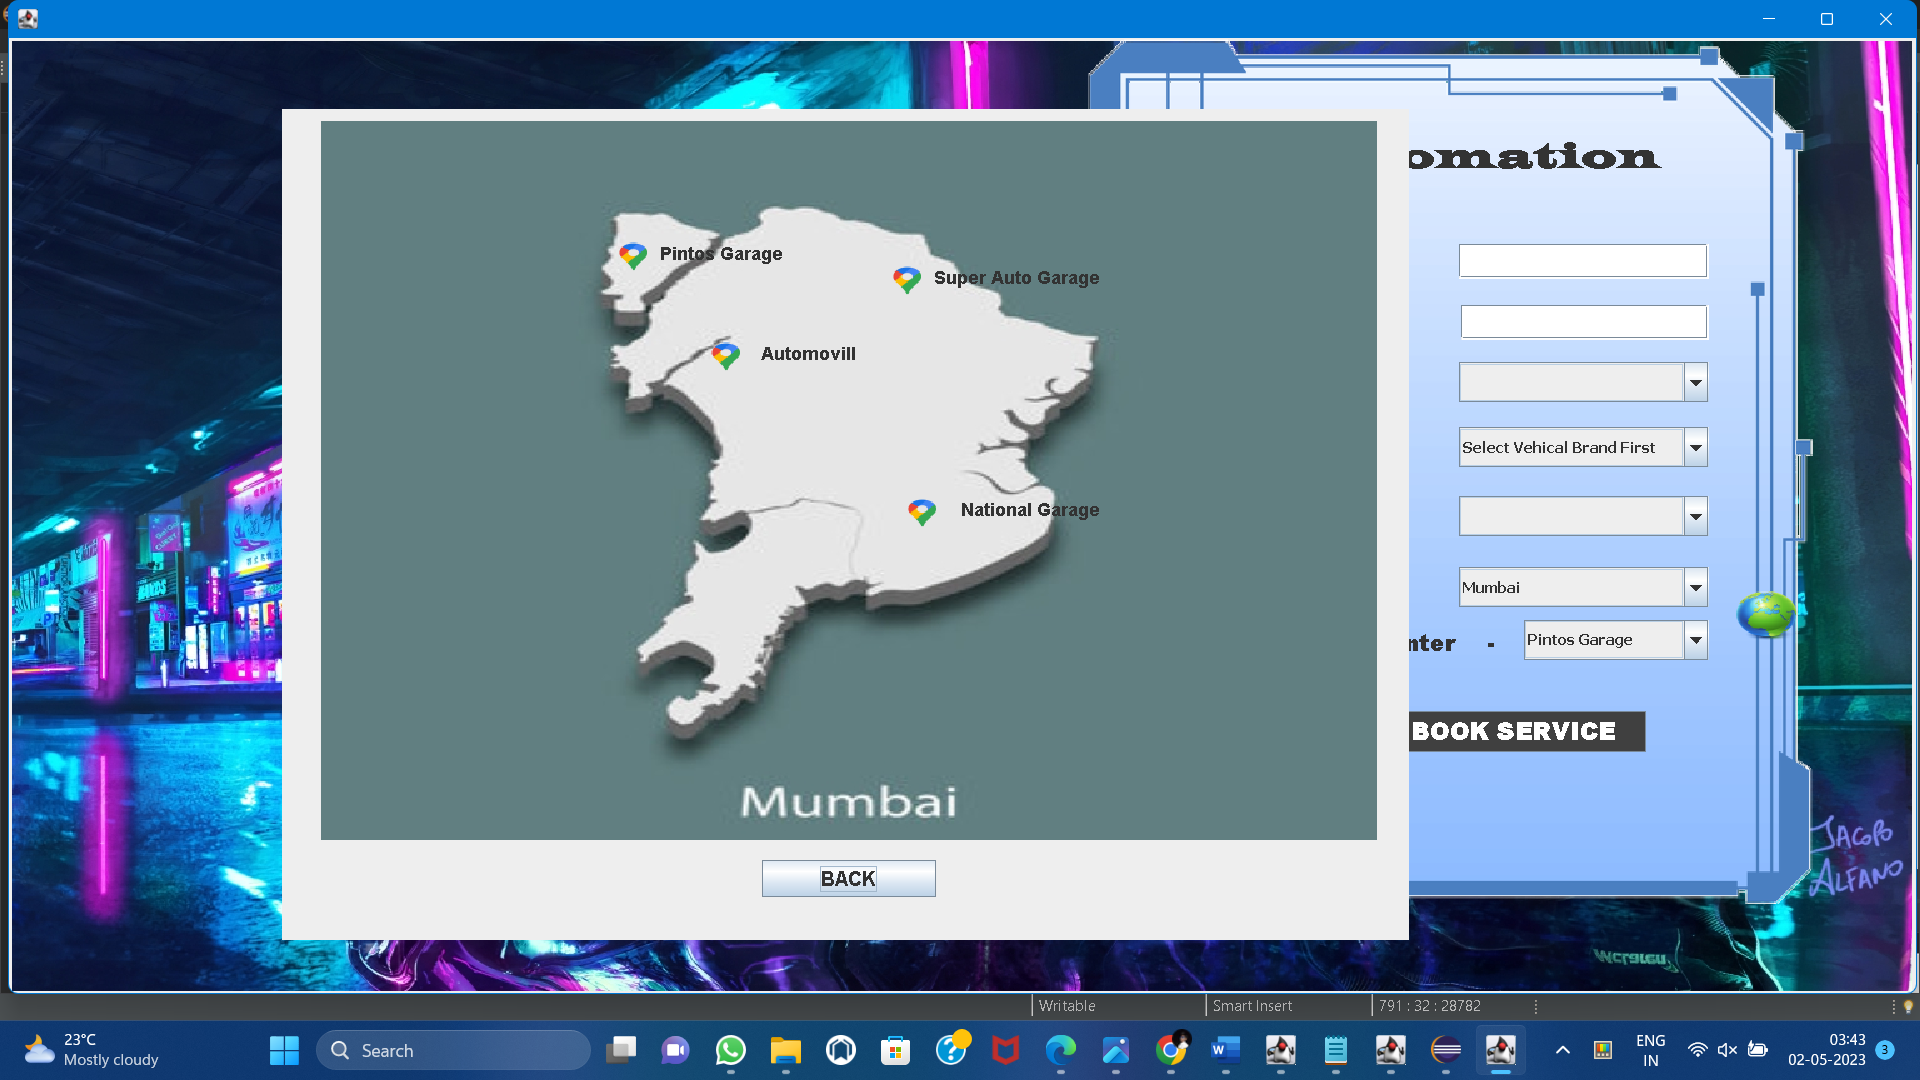 omation
Pintos Garage
Super Auto Garage
Automovill
National Garage
Mumbai
BACK
Select Vehical Brand First
Mumbai
nter - Pintos Garage
BOOK SERVICE
JACOPO
ALFANO
McLaren
Writable
Smart Insert
791 : 32 : 28782
23°C
Mostly cloudy
Search
ENG
IN
03:43
02-05-2023
3